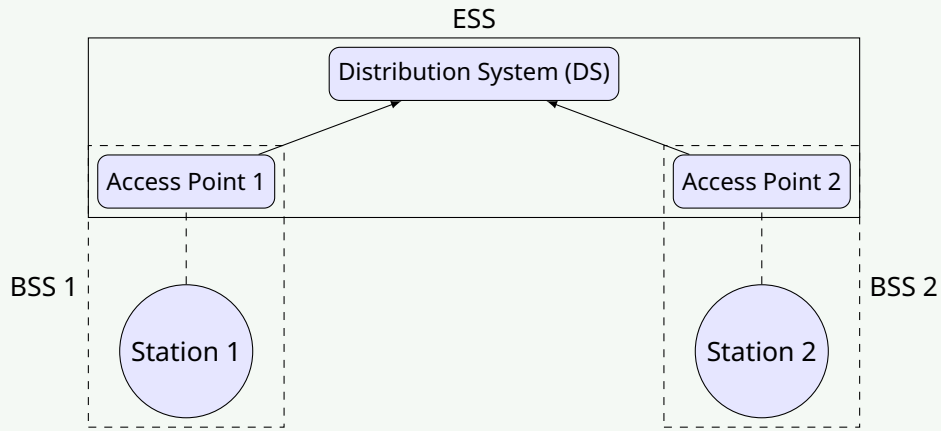 ESS
Distribution System (DS)
Access Point 1
Access Point 2
BSS 1
BSS 2
Station 1
Station 2